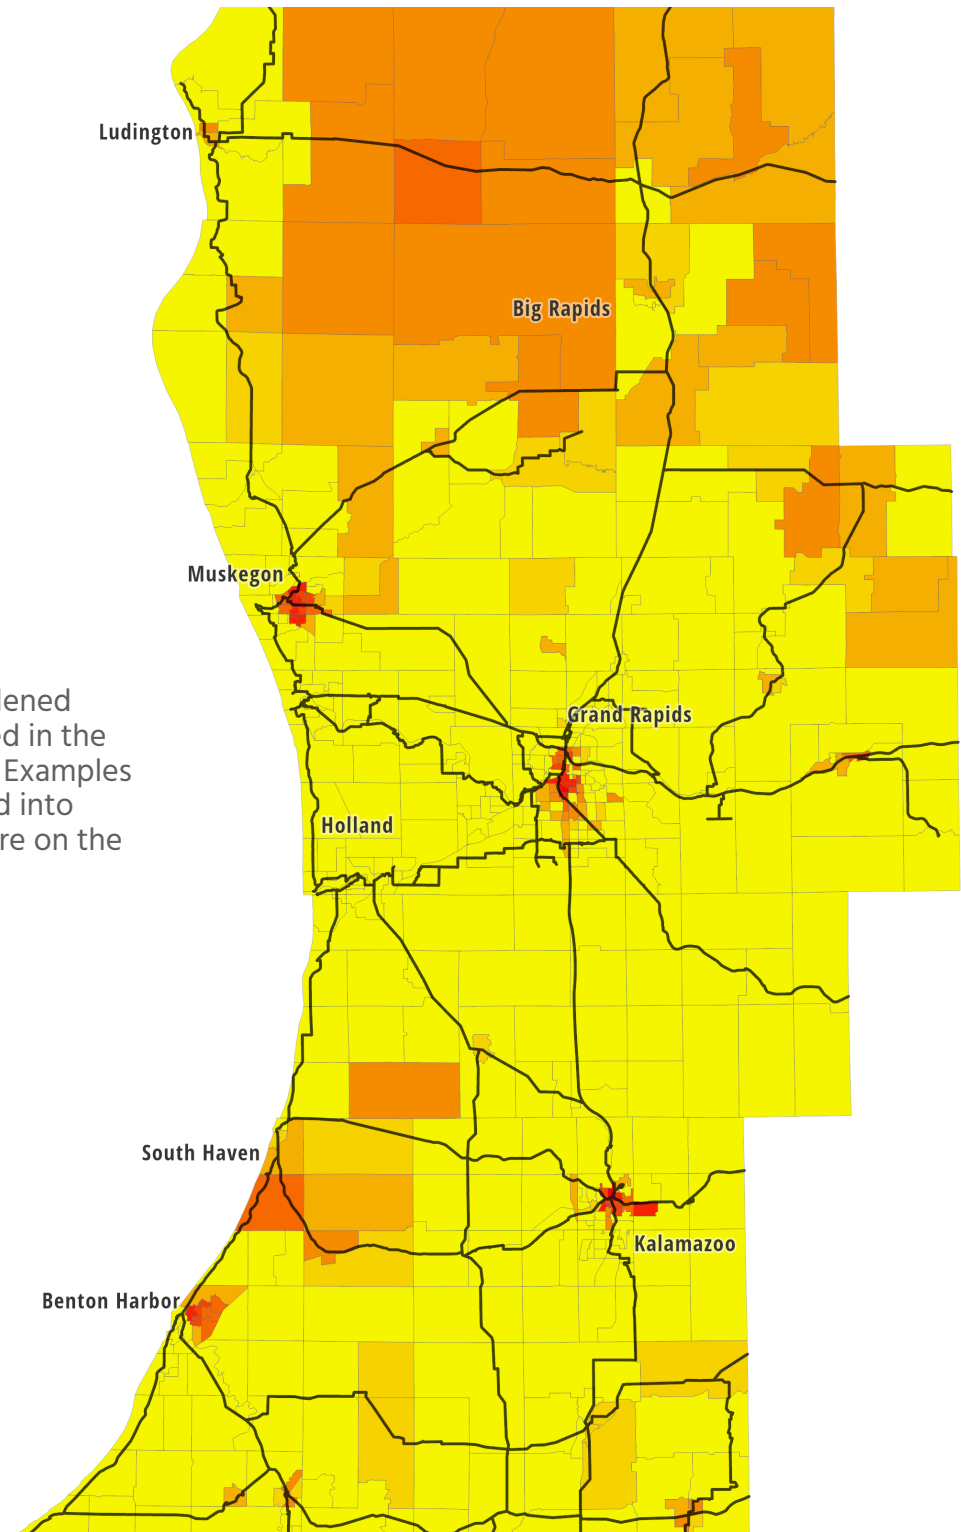 Ludington
Big Rapids
Muskegon
Grand Rapids
Holland
South Haven
Kalamazoo
Benton Harbor
lened
ed in the
Examples
d into
re on the